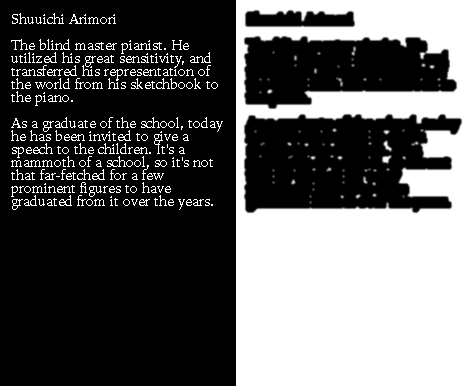 Shuuichi Arimori
The blind master pianist. He
utilized his great sensitivity, and
transferred his representation of
the world from his sketchbook to
the piano.
As a graduate of the school, today
he has been invited to give a
speech to the children. It's a
mammoth of a school, so it's not
that far-fetched for a few
prominent figures to have
graduated from it over the years.